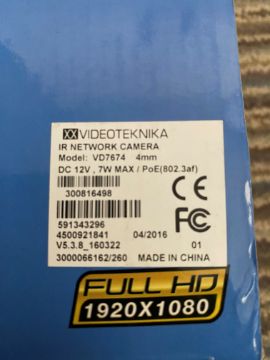 VIDEOTEKNIKA
IR NETWORK CAMERA
Model: VD7674 4mm
DC 12V , 7W MAX / PoE(802.3af)
300816498
CE
FC
591343296
4500921841 04/2016
V5.3.8_160322 01
3000066162/260 MADE IN CHINA
FULL HD
1920X1080